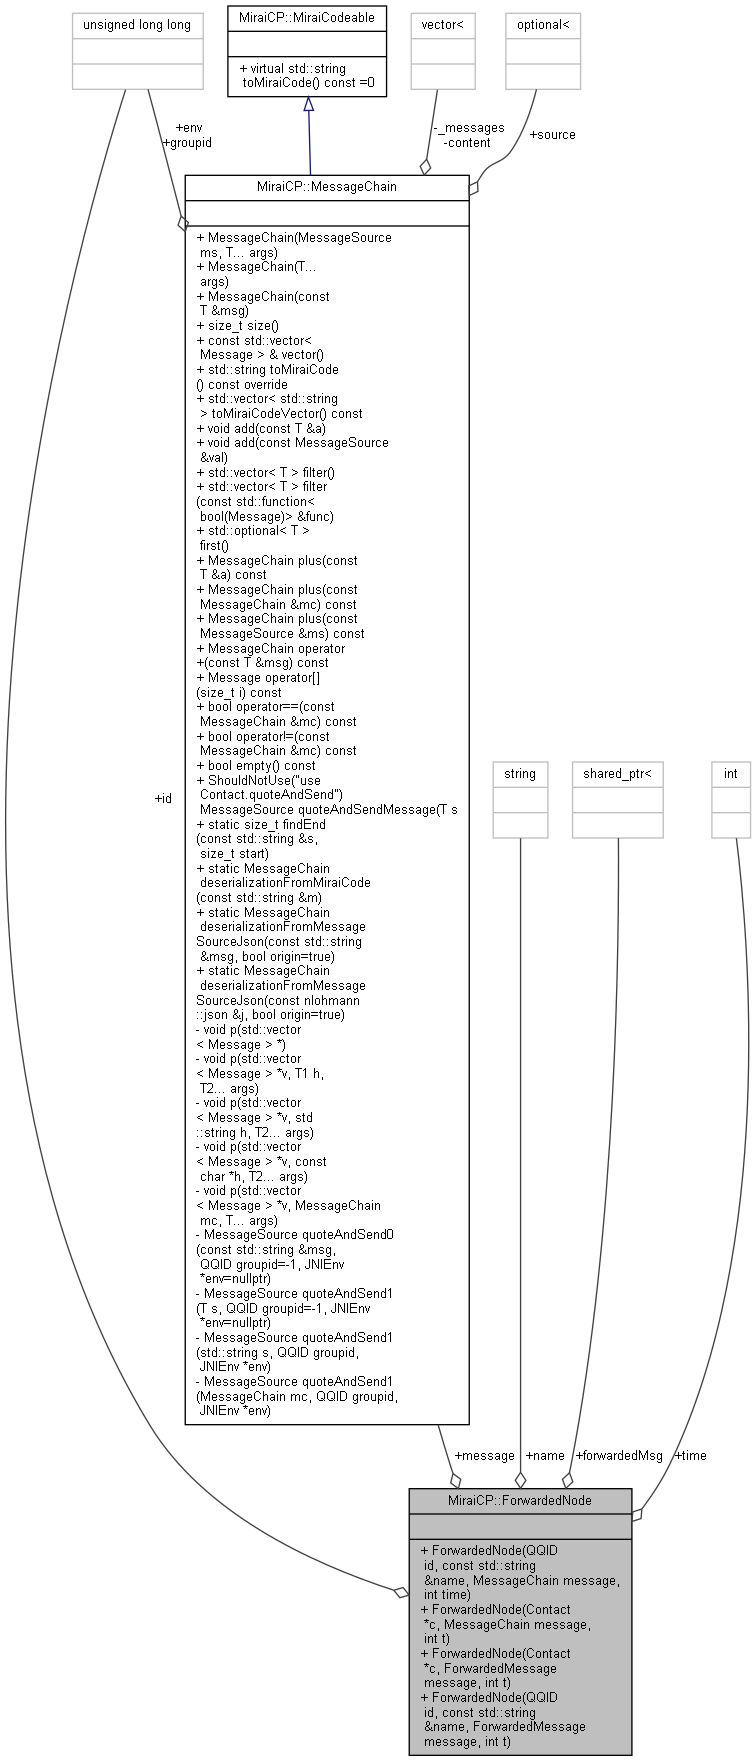 unsigned long long
MiraiCP::MiraiCodeable
+ virtual std::string
toMiraiCode() const =0
vector<
optional<
+env
+groupid
-_messages
-content
+source
MiraiCP::MessageChain
+ MessageChain(MessageSource
ms, T... args)
+ MessageChain(T...
args)
+ MessageChain(const
T &msg)
+ size_t size()
+ const std::vector<
Message > & vector()
+ std::string toMiraiCode
() const override
+ std::vector< std::string
> toMiraiCodeVector() const
+ void add(const T &a)
+ void add(const MessageSource
&val)
+ std::vector< T > filter()
+ std::vector< T > filter
(const std::function<
bool(Message)> &func)
+ std::optional< T >
first()
+ MessageChain plus(const
T &a) const
+ MessageChain plus(const
MessageChain &mc) const
+ MessageChain plus(const
MessageSource &ms) const
+ MessageChain operator
+(const T &msg) const
+ Message operator[]
(size_t i) const
+ bool operator==(const
MessageChain &mc) const
+ bool operator!=(const
MessageChain &mc) const
+ bool empty() const
+ ShouldNotUse("use
Contact.quoteAndSend")
MessageSource quoteAndSendMessage(T s
+ static size_t findEnd
(const std::string &s,
size_t start)
+ static MessageChain
deserializationFromMiraiCode
(const std::string &m)
+ static MessageChain
deserializationFromMessage
SourceJson(const std::string
&msg, bool origin=true)
+ static MessageChain
deserializationFromMessage
SourceJson(const nlohmann
::json &j, bool origin=true)
- void p(std::vector
< Message > *)
- void p(std::vector
< Message > *v, T1 h,
T2... args)
- void p(std::vector
< Message > *v, std
::string h, T2... args)
- void p(std::vector
< Message > *v, const
char *h, T2... args)
- void p(std::vector
< Message > *v, MessageChain
mc, T... args)
- MessageSource quoteAndSend0
(const std::string &msg,
QQID groupid=-1, JNIEnv
*env=nullptr)
- MessageSource quoteAndSend1
(T s, QQID groupid=-1, JNIEnv
*env=nullptr)
- MessageSource quoteAndSend1
(std::string s, QQID groupid,
JNIEnv *env)
- MessageSource quoteAndSend1
(MessageChain mc, QQID groupid,
JNIEnv *env)
+id
string
shared_ptr<
int
+message
+name
+forwardedMsg
+time
MiraiCP::ForwardedNode
+ ForwardedNode(QQID
id, const std::string
&name, MessageChain message,
int time)
+ ForwardedNode(Contact
*c, MessageChain message,
int t)
+ ForwardedNode(Contact
*c, ForwardedMessage
message, int t)
+ ForwardedNode(QQID
id, const std::string
&name, ForwardedMessage
message, int t)